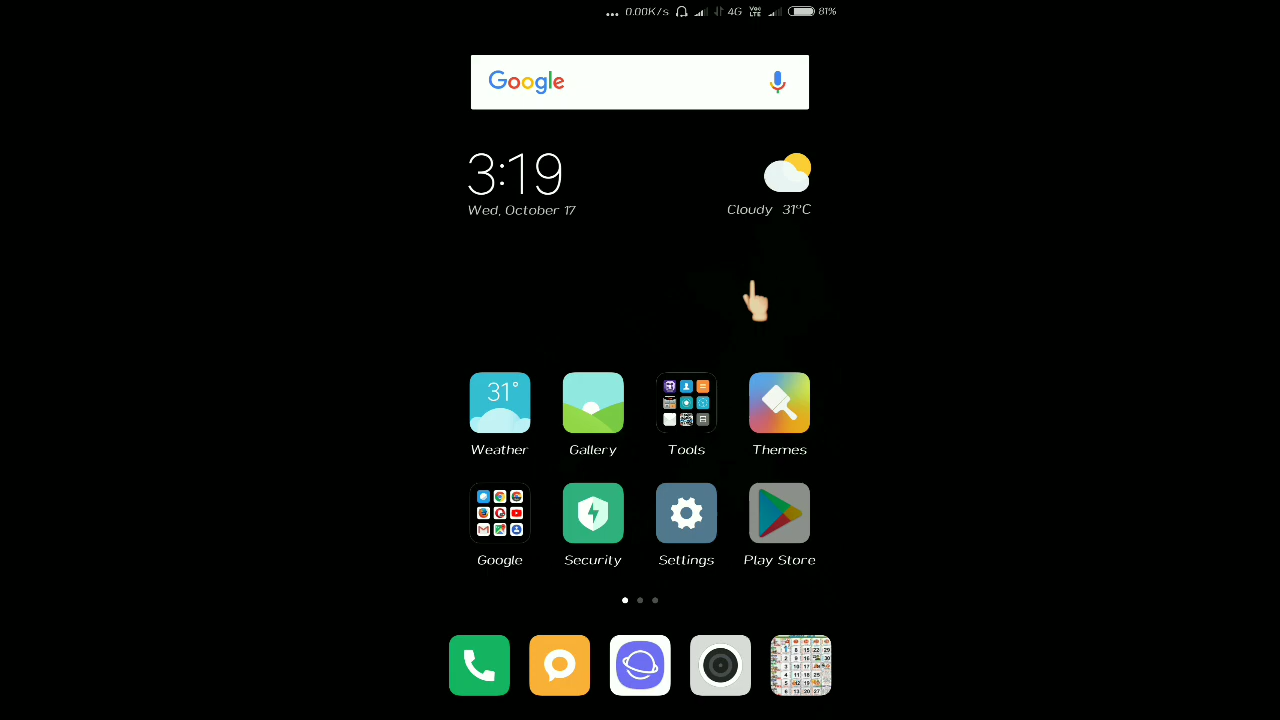 ... 0.00K/s 4G VoLTE 81%
Google
3:19
Wed, October 17
Cloudy 31°C
31°
Weather Gallery Tools Themes
Google Security Settings Play Store